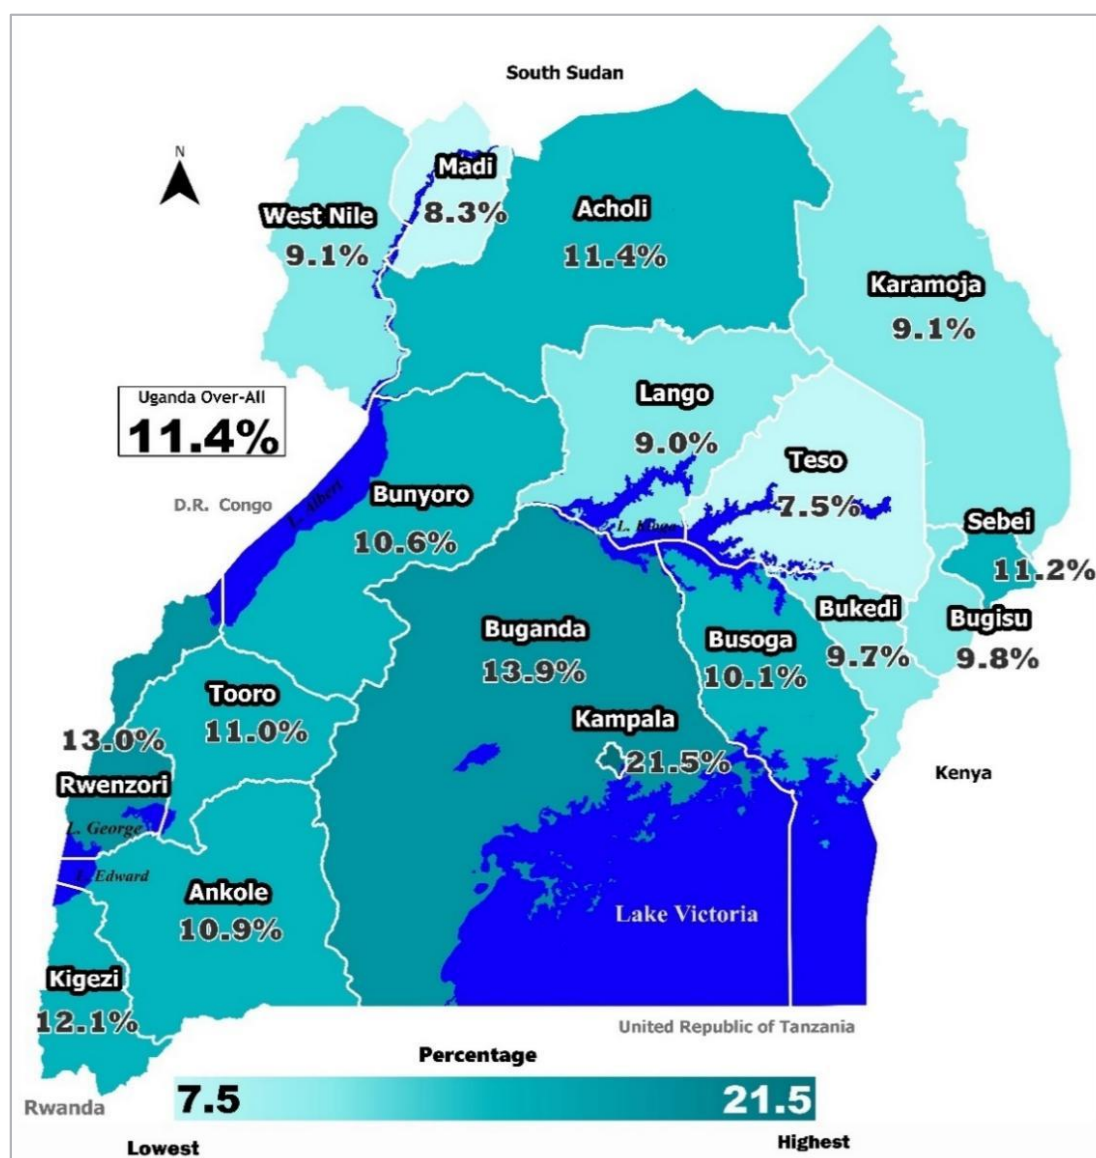 South Sudan
N
Madi
8.3%
West Nile
9.1%
Acholi
11.4%
Karamoja
9.1%
Uganda Over-All
11.4%
Lango
9.0%
Teso
7.5%
D.R. Congo
L. Albert
Bunyoro
10.6%
Sebei
11.2%
Bukedi
9.7%
Bugisu
9.8%
Buganda
13.9%
Busoga
10.1%
Tooro
11.0%
Kampala
21.5%
13.0%
Rwenzori
Kenya
L. George
L. Edward
Ankole
10.9%
Lake Victoria
Kigezi
12.1%
United Republic of Tanzania
Percentage
7.5
21.5
Rwanda
Lowest
Highest